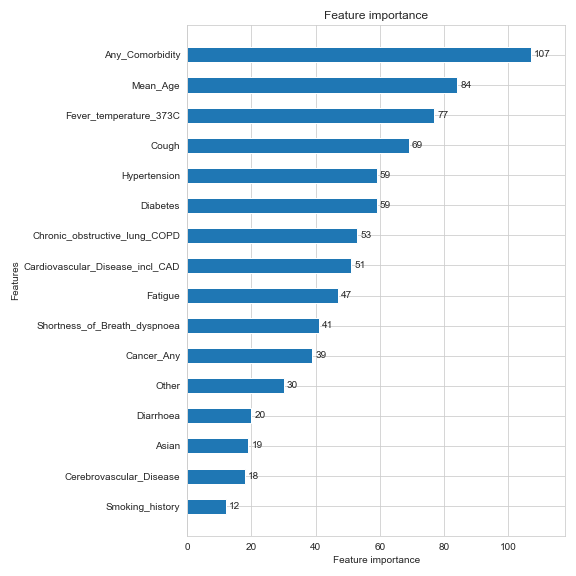 Feature importance
Any_Comorbidity 107
Mean_Age 84
Fever_temperature_373C 77
Cough 69
Hypertension 59
Diabetes 59
Chronic_obstructive_lung_COPD 53
Cardiovascular_Disease_incl_CAD 51
Fatigue 47
Shortness_of_Breath_dyspnoea 41
Cancer_Any 39
Other 30
Diarrhoea 20
Asian 19
Cerebrovascular_Disease 18
Smoking_history 12
0 20 40 60 80 100
Feature importance
Features